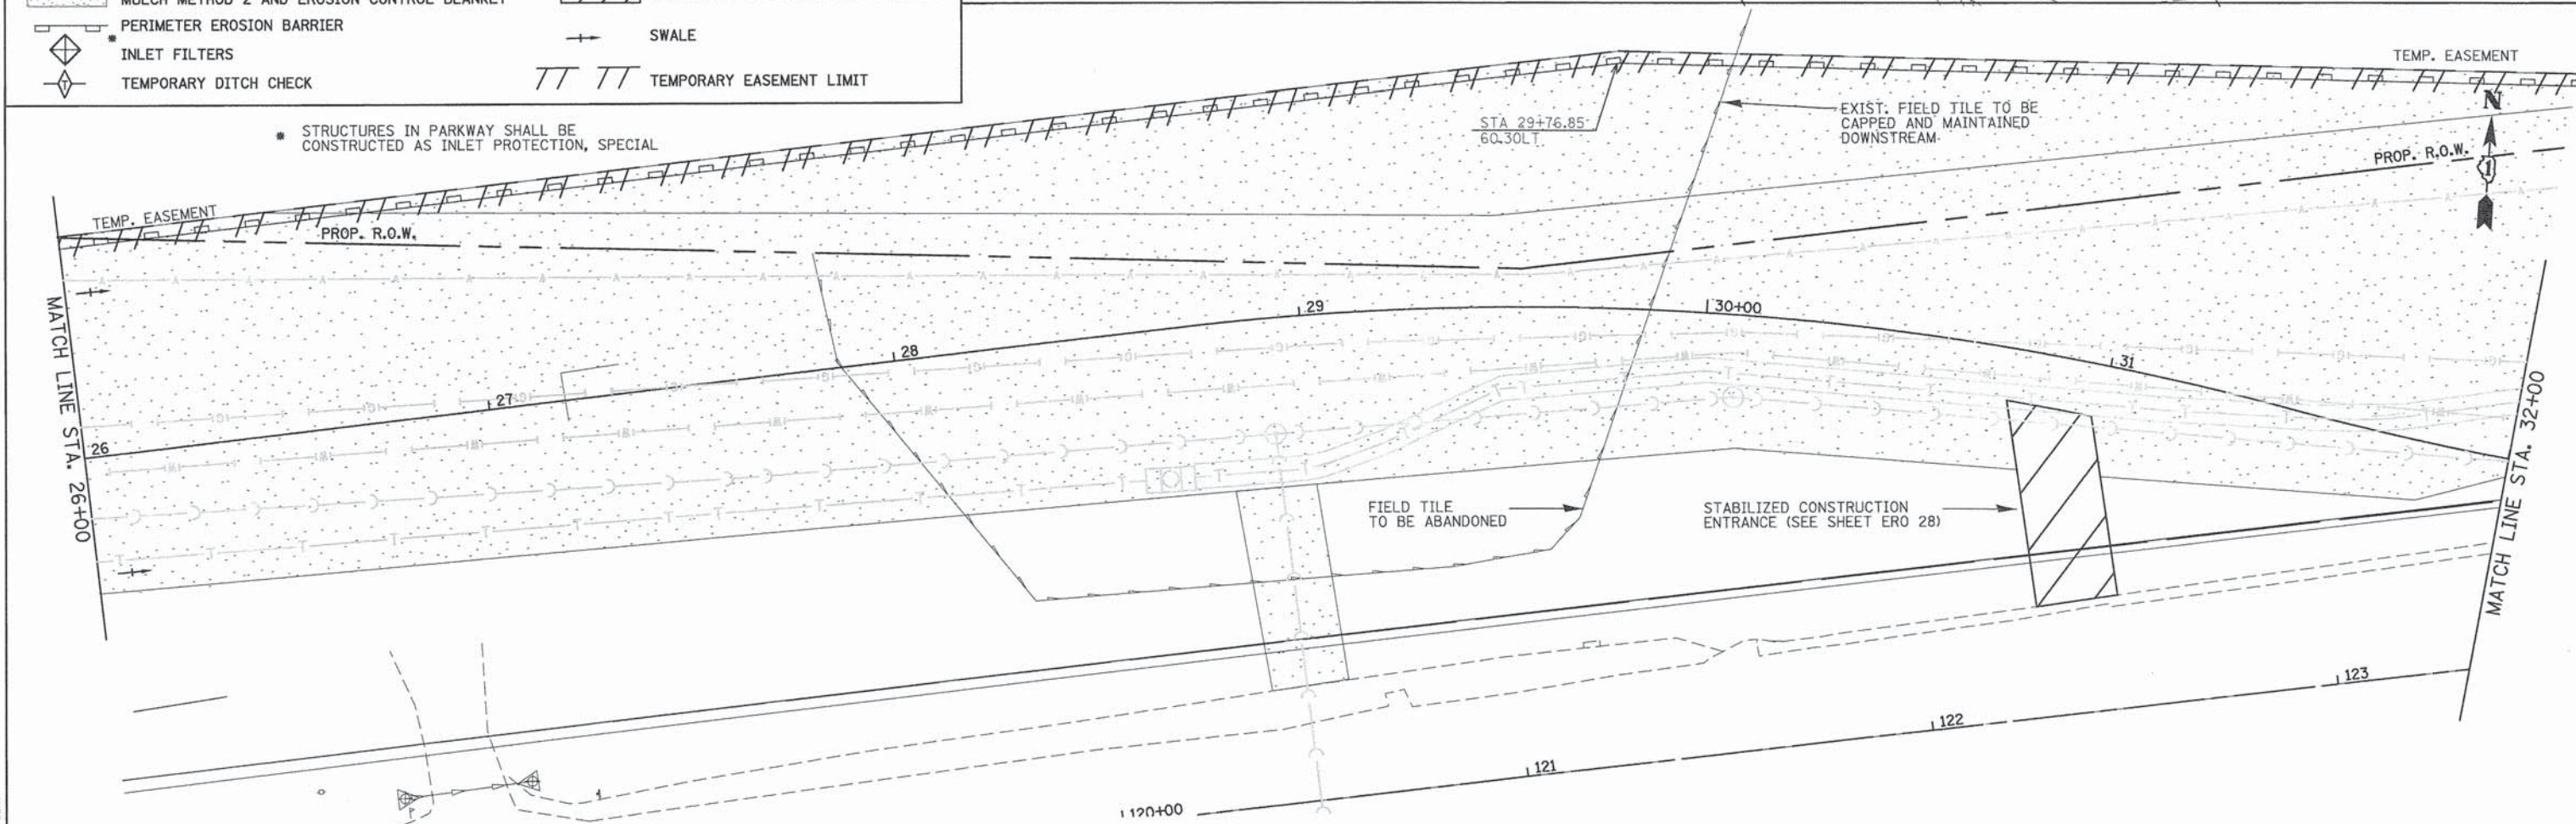 MULCH METHOD 2 AND EROSION CONTROL BLANKET
PERIMETER EROSION BARRIER
*
INLET FILTERS
SWALE
T
TEMPORARY DITCH CHECK
TEMPORARY EASEMENT LIMIT
* STRUCTURES IN PARKWAY SHALL BE
CONSTRUCTED AS INLET PROTECTION, SPECIAL
TEMP. EASEMENT
PROP. R.O.W.
STA 29+76.85
60.30LT
EXIST. FIELD TILE TO BE
CAPPED AND MAINTAINED
DOWNSTREAM
TEMP. EASEMENT
N
PROP. R.O.W.
MATCH LINE STA. 26+00
26
27
28
29
30+00
31
MATCH LINE STA. 32+00
FIELD TILE
TO BE ABANDONED
STABILIZED CONSTRUCTION
ENTRANCE (SEE SHEET ERO 28)
120+00
121
122
123